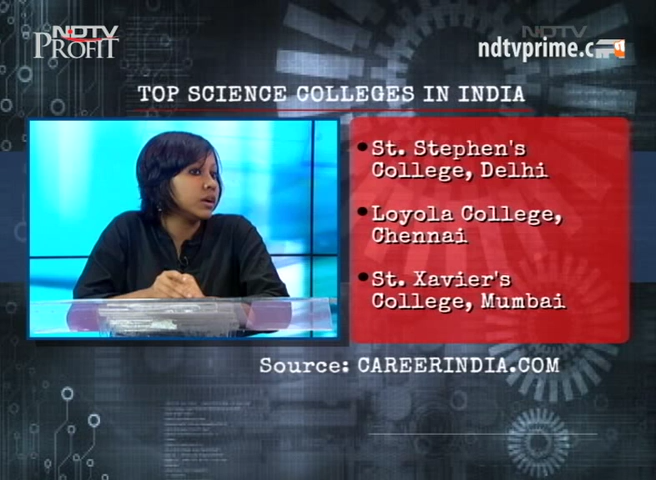 NDTV
PROFIT
NDTV
ndtvprime.c
TOP SCIENCE COLLEGES IN INDIA
• St. Stephen's
College, Delhi
• Loyola College,
Chennai
• St. Xavier's
College, Mumbai
Source: CAREERINDIA.COM